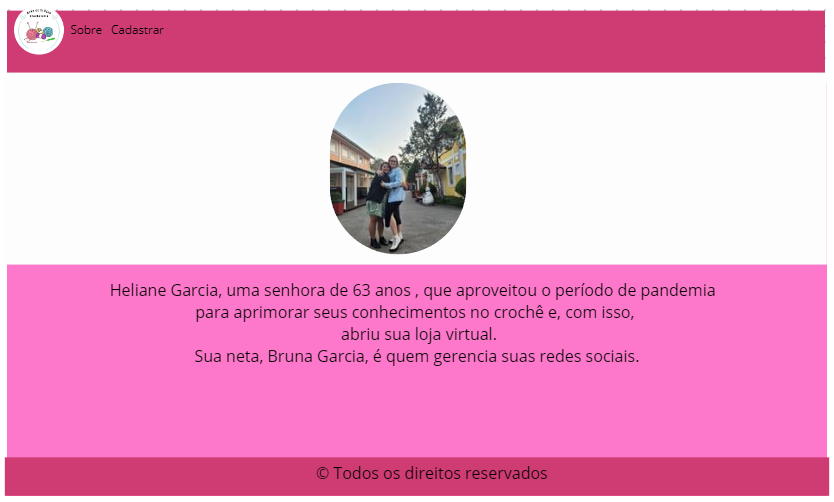 Sobre Cadastrar
Heliane Garcia, uma senhora de 63 anos , que aproveitou o período de pandemia
para aprimorar seus conhecimentos no crochê e, com isso,
abriu sua loja virtual.
Sua neta, Bruna Garcia, é quem gerencia suas redes sociais.
© Todos os direitos reservados